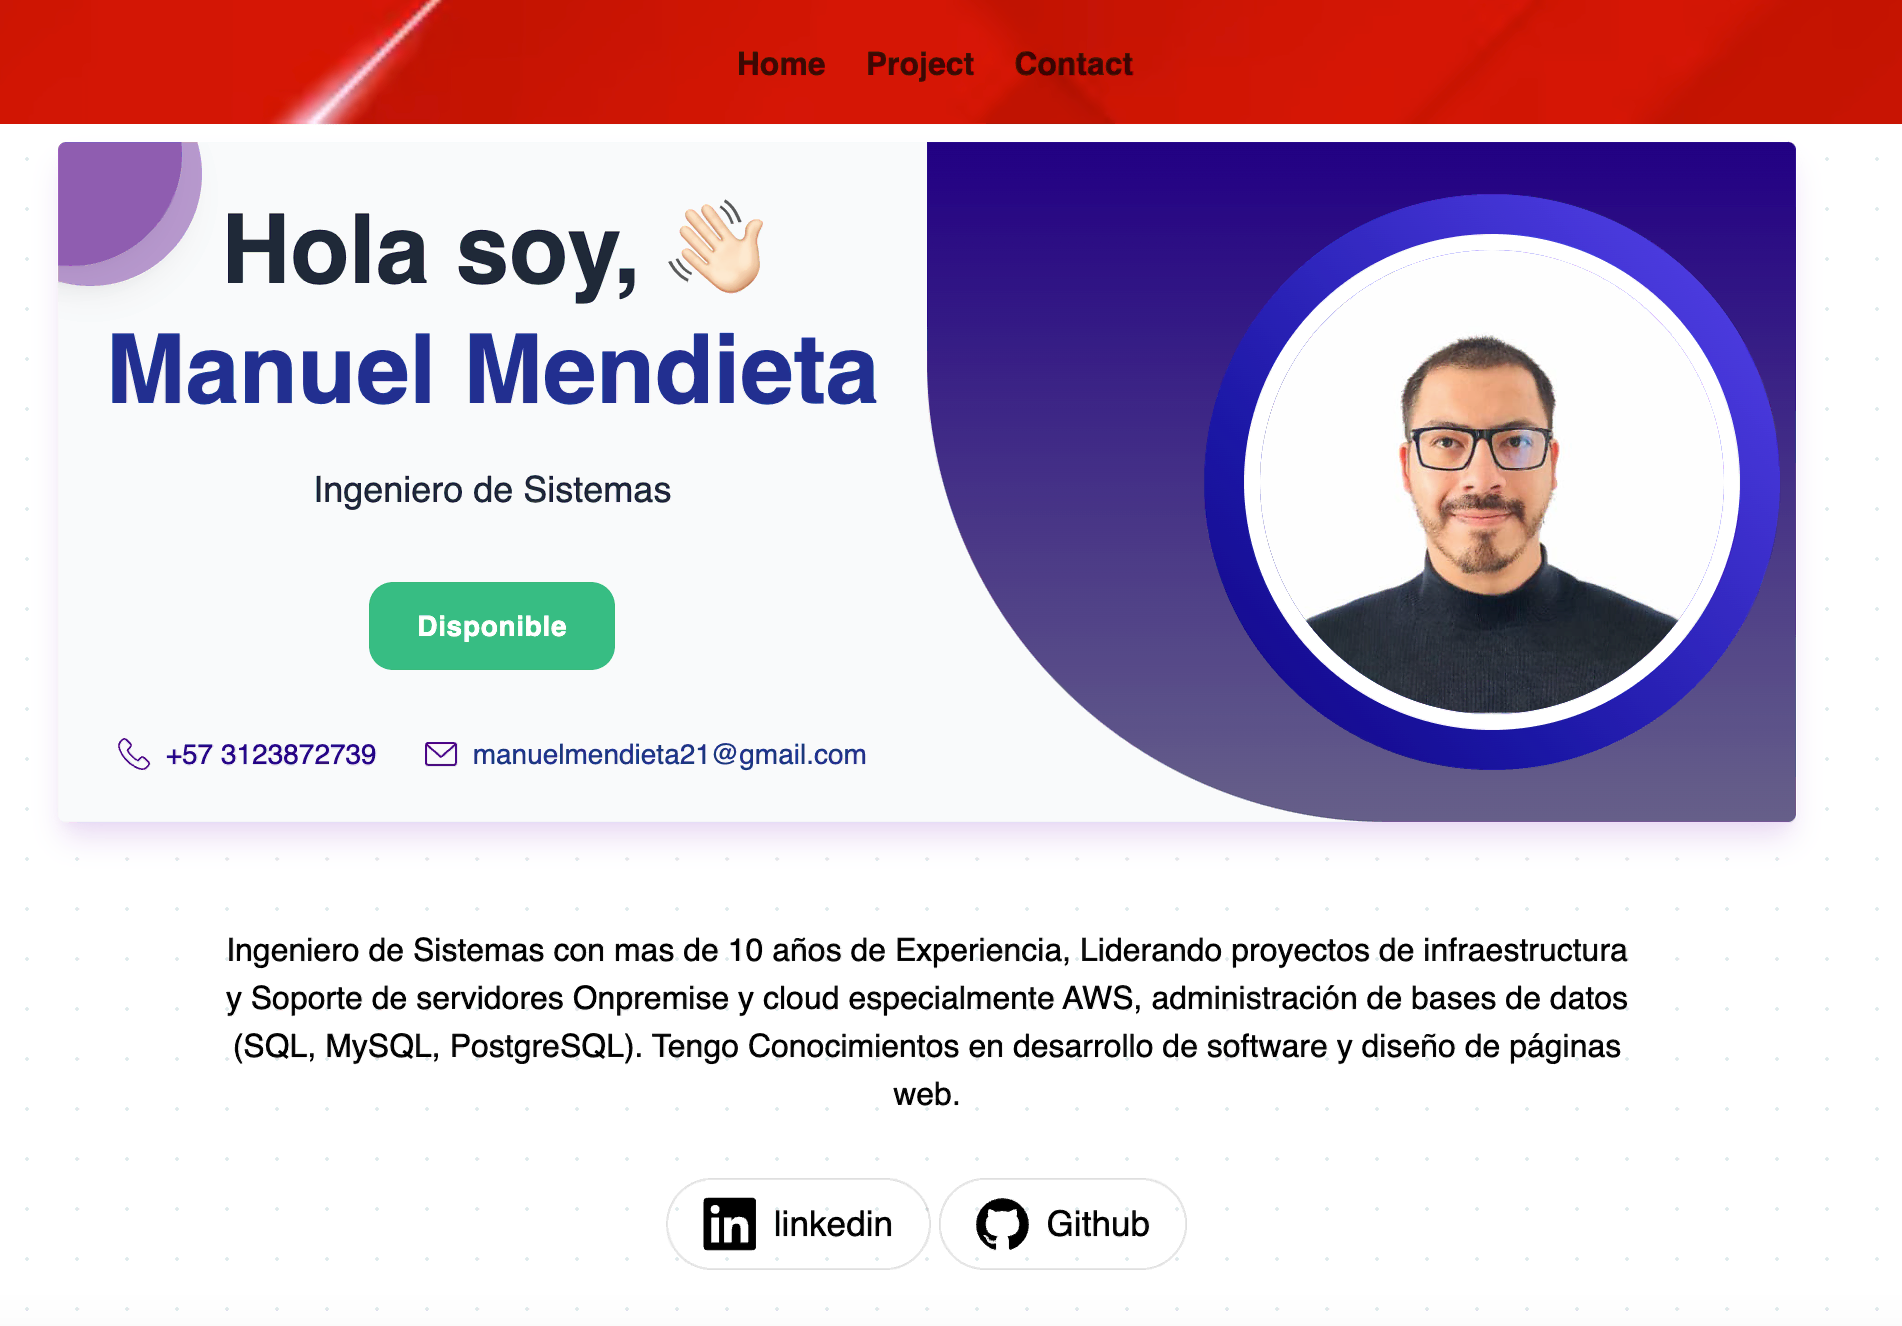 Home Project Contact
Hola soy, 👋🏻
Manuel Mendieta
Ingeniero de Sistemas
Disponible
+57 3123872739 manuelmendieta21@gmail.com
Ingeniero de Sistemas con mas de 10 años de Experiencia, Liderando proyectos de infraestructura
y Soporte de servidores Onpremise y cloud especialmente AWS, administración de bases de datos
(SQL, MySQL, PostgreSQL). Tengo Conocimientos en desarrollo de software y diseño de páginas
web.
in linkedin Github